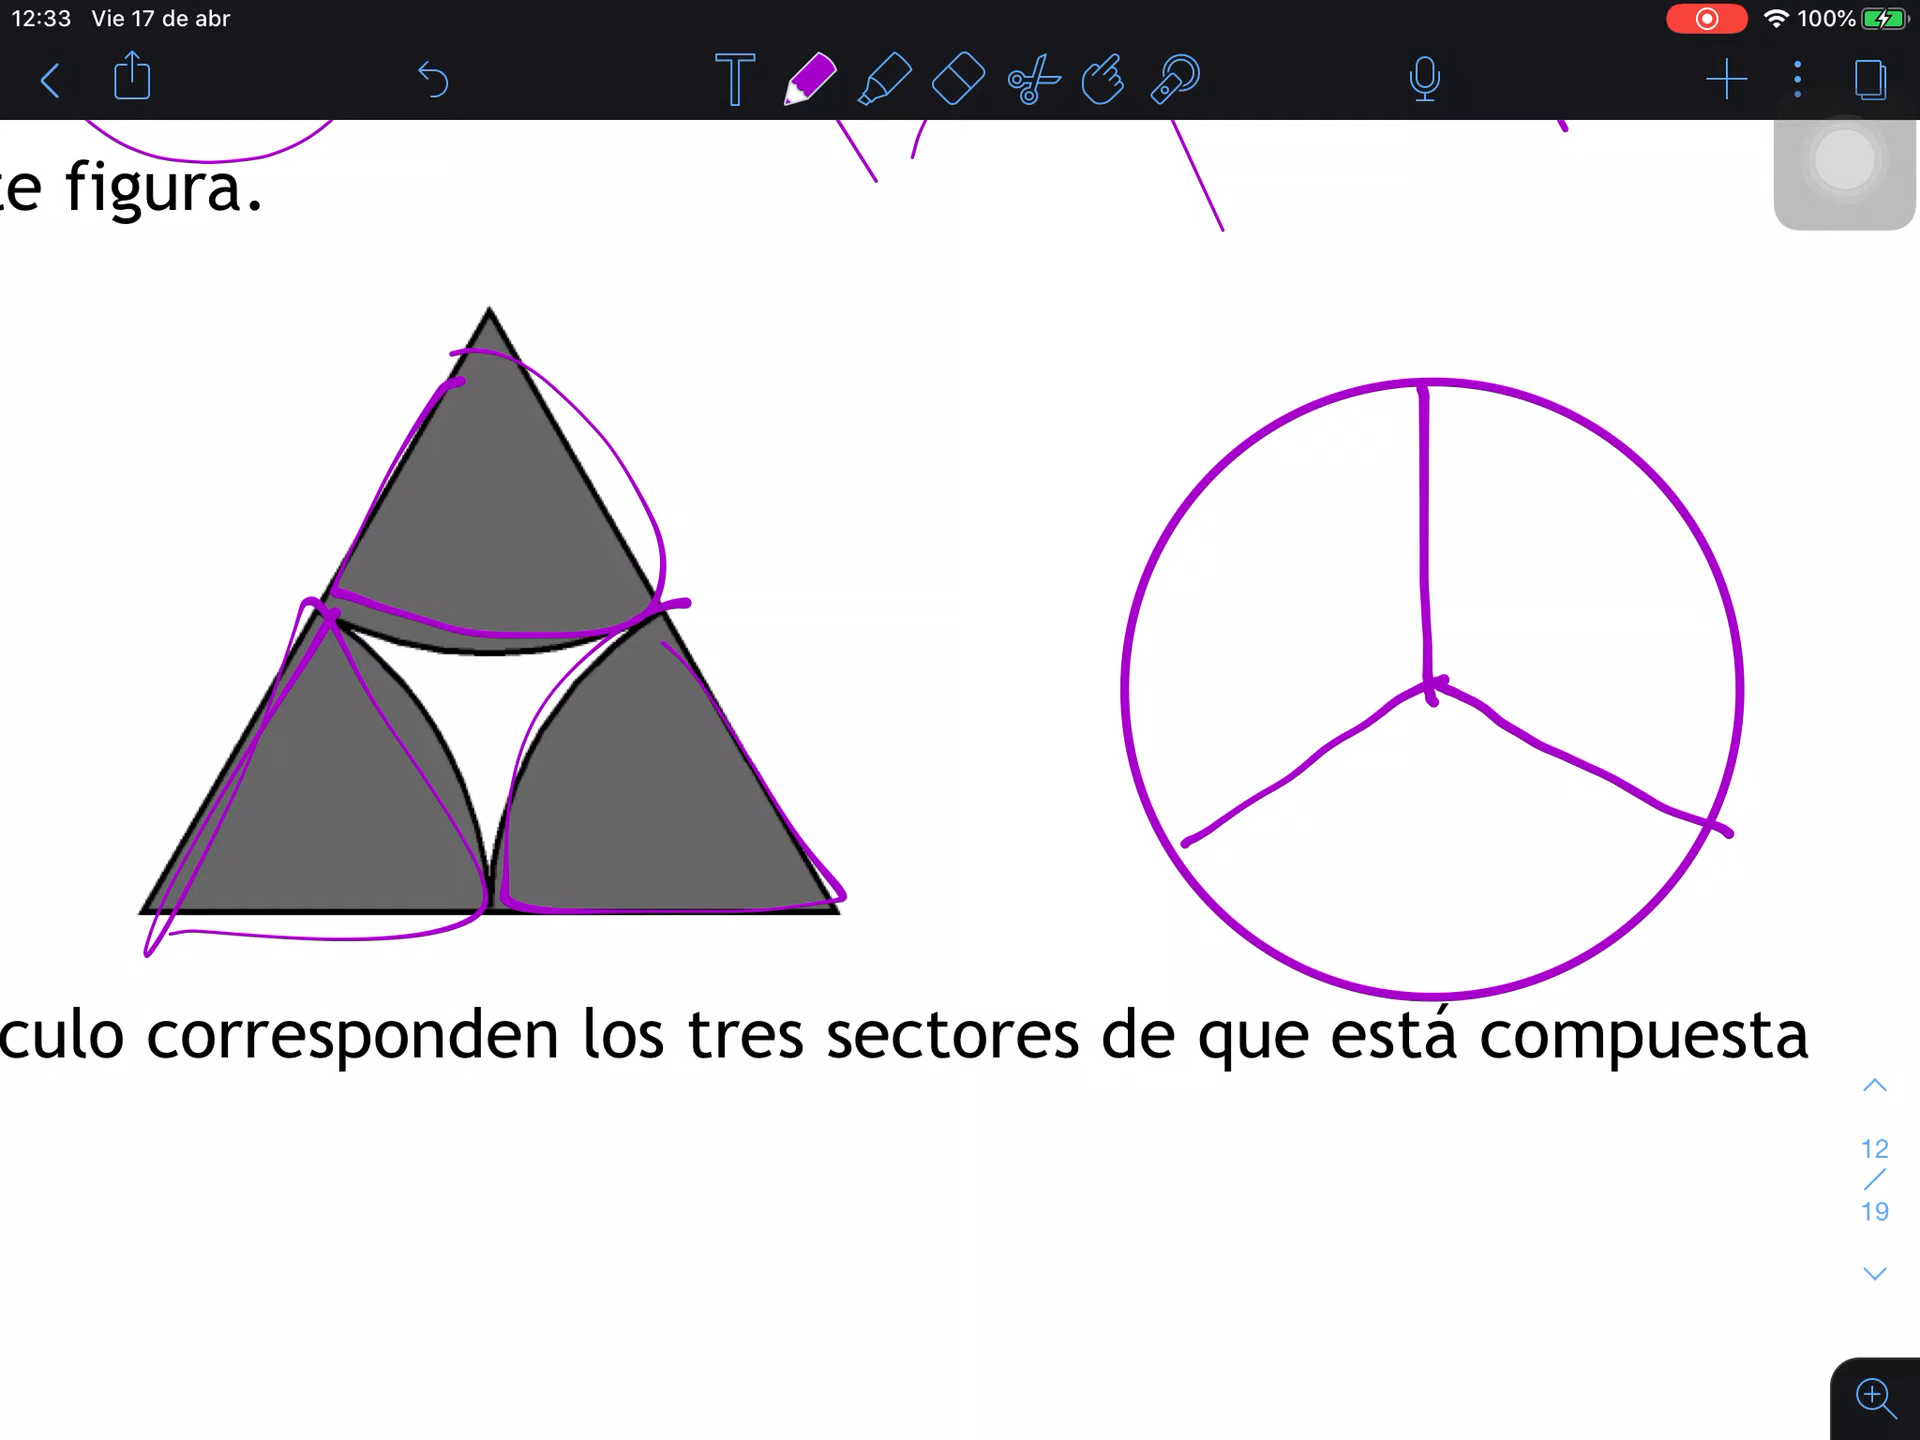 12:33 Vie 17 de abr 100%
te figura.
culo corresponden los tres sectores de que está compuesta
12
/
19